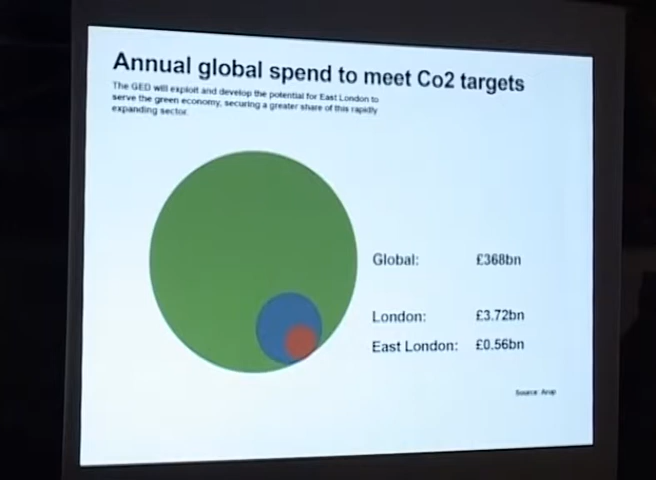 Annual global spend to meet Co2 targets
The GED will exploit and develop the potential for East London to
serve the green economy, securing a greater share of this rapidly
expanding sector.
Global: £368bn
London: £3.72bn
East London: £0.56bn
Source: Arup